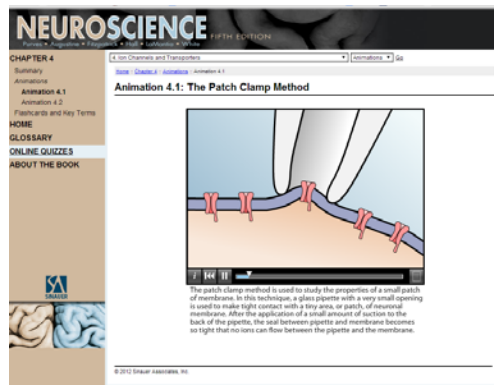 NEUROSCIENCE FIFTH EDITION
Purves • Augustine • Fitzpatrick • Hall • LaMantia • White
CHAPTER 4
Summary
Animations
Animation 4.1
Animation 4.2
Flashcards and Key Terms
HOME
GLOSSARY
ONLINE QUIZZES
ABOUT THE BOOK
SINAUER
4 Ion Channels and Transporters
Animations
Go
Home > Chapter 4 > Animations > Animation 4.1
Animation 4.1: The Patch Clamp Method
The patch clamp method is used to study the properties of a small patch
of membrane. In this technique, a glass pipette with a very small opening
is used to make tight contact with a tiny area, or patch, of neuronal
membrane. After the application of a small amount of suction to the
back of the pipette, the seal between pipette and membrane becomes
so tight that no ions can flow between the pipette and the membrane.
© 2012 Sinauer Associates, Inc.